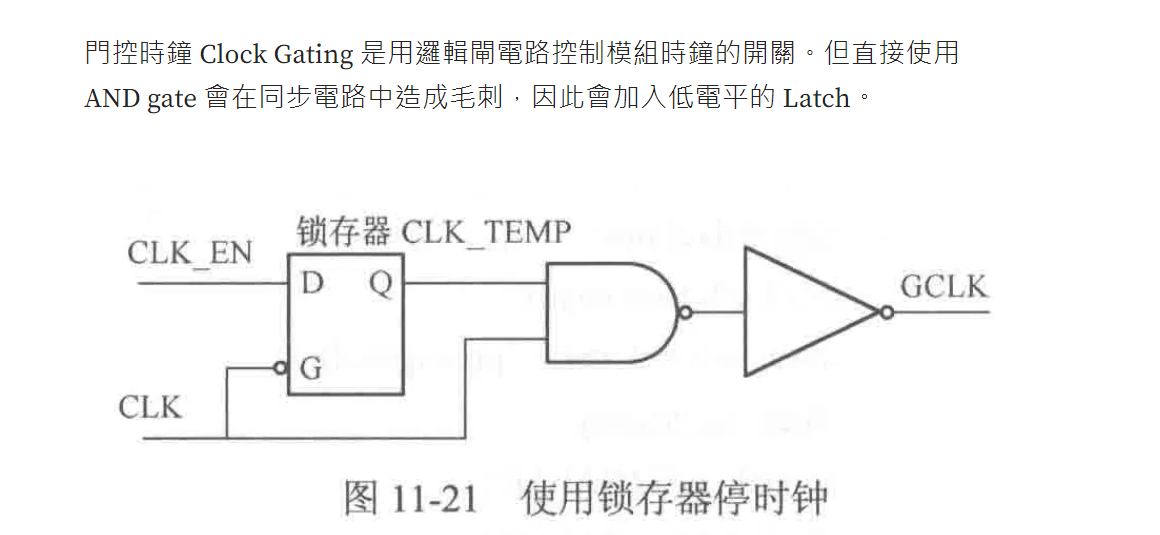 門控時鐘 Clock Gating 是用邏輯閘電路控制模組時鐘的開關。但直接使用
AND gate 會在同步電路中造成毛刺，因此會加入低電平的 Latch。
锁存器 CLK_TEMP
CLK_EN
D Q
GCLK
G
CLK
图 11-21 使用锁存器停时钟